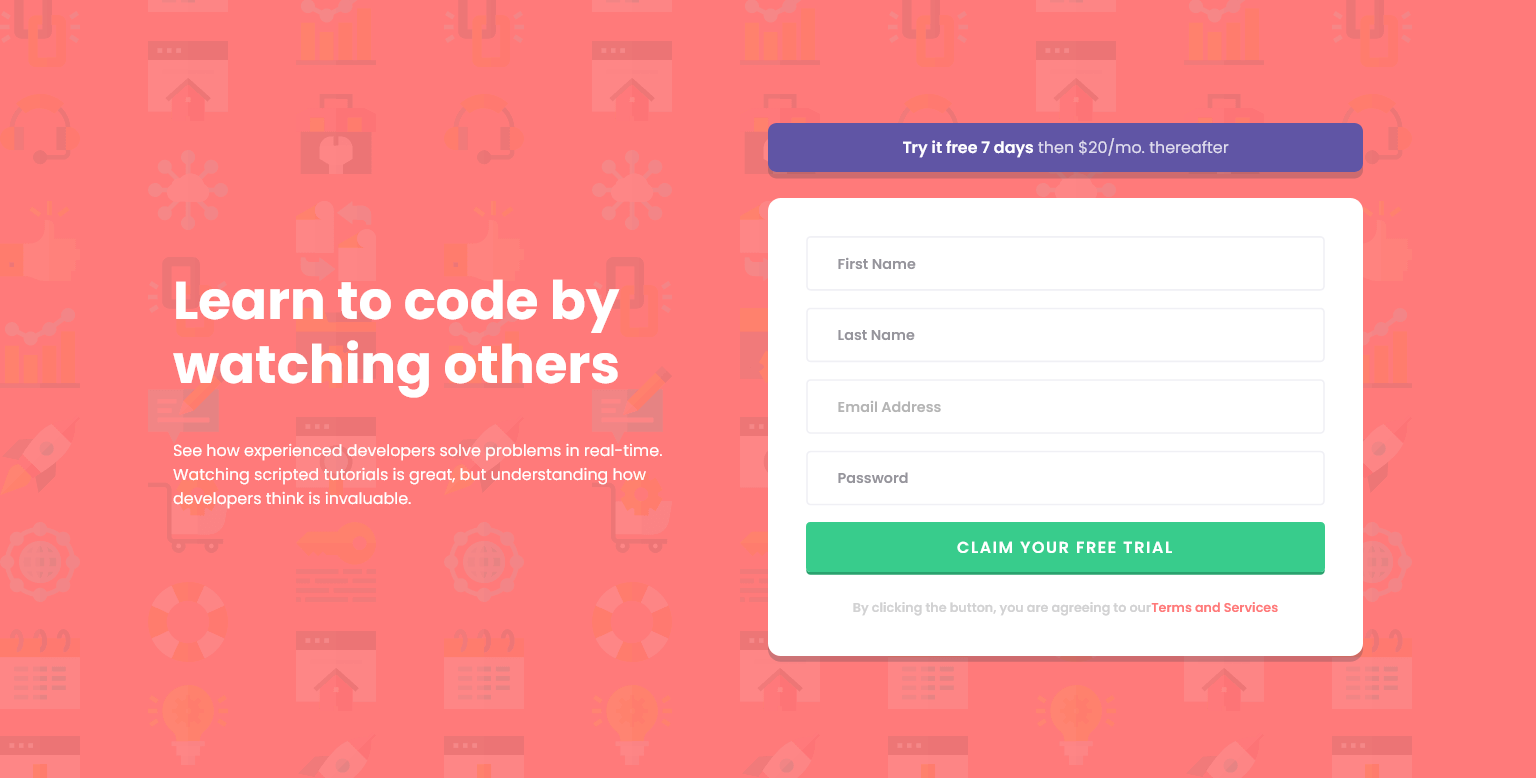 Learn to code by
watching others
See how experienced developers solve problems in real-time.
Watching scripted tutorials is great, but understanding how
developers think is invaluable.
Try it free 7 days then $20/mo. thereafter
First Name
Last Name
Email Address
Password
CLAIM YOUR FREE TRIAL
By clicking the button, you are agreeing to ourTerms and Services